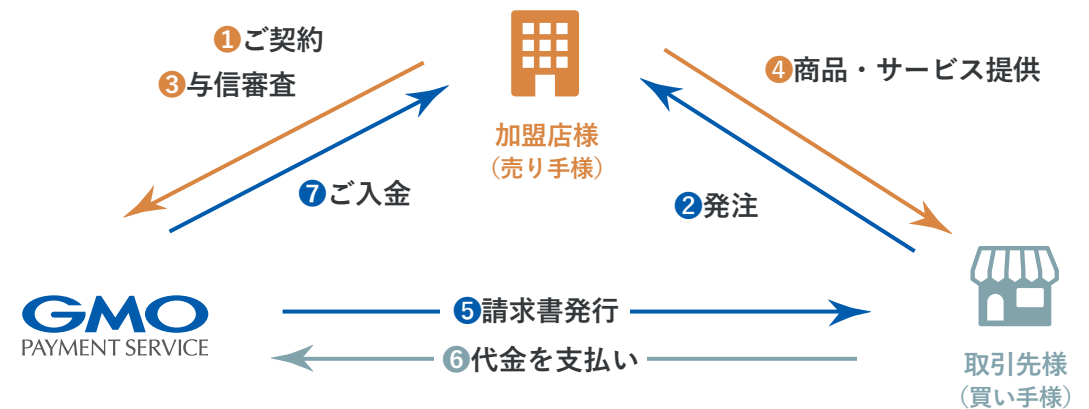 ❶ご契約
❸与信審査
❹商品・サービス提供
加盟店様
（売り手様）
❼ご入金
❷発注
GMO
PAYMENT SERVICE
❺請求書発行
❻代金を支払い
取引先様
（買い手様）